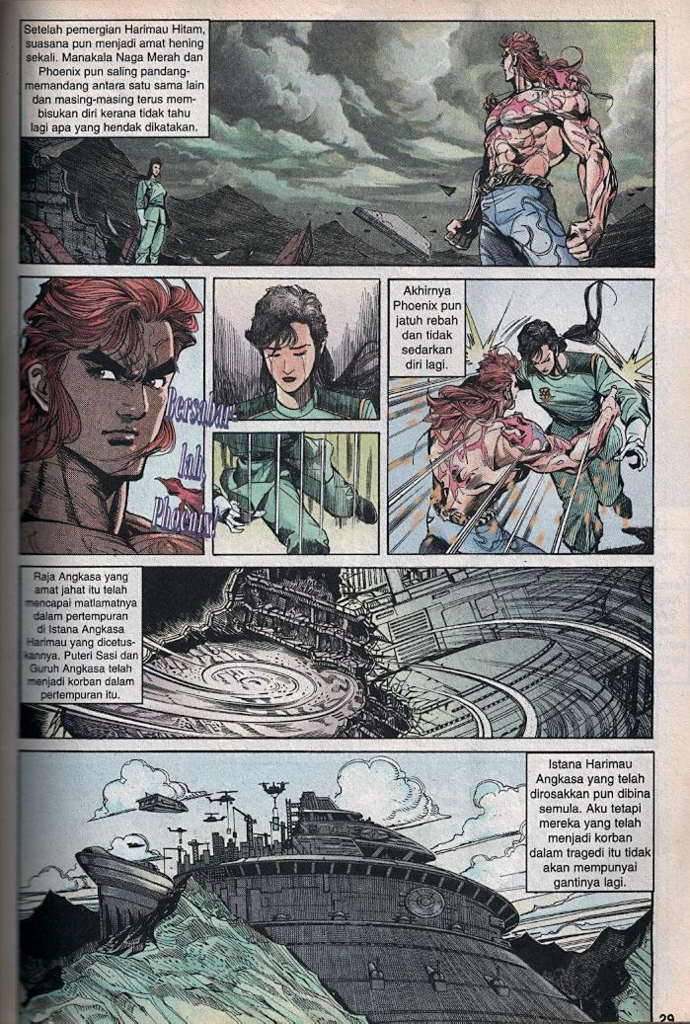 Setelah pemergian Harimau Hitam,
suasana pun menjadi amat hening
sekali. Manakala Naga Merah dan
Phoenix pun saling pandang-
memandang antara satu sama lain
dan masing-masing terus mem-
bisukan diri kerana tidak tahu
lagi apa yang hendak dikatakan.
Bersabar
lah
Phoenix!
Akhirnya
Phoenix pun
jatuh rebah
dan tidak
sedarkan
diri lagi.
Raja Angkasa yang
amat jahat itu telah
mencapai matlamatnya
dalam pertempuran
di Istana Angkasa
Harimau yang dicetus-
kannya. Puteri Sasi dan
Guruh Angkasa telah
menjadi korban dalam
pertempuran itu.
Istana Harimau
Angkasa yang telah
dirosakkan pun dibina
semula. Aku tetapi
mereka yang telah
menjadi korban
dalam tragedi itu tidak
akan mempunyai
gantinya lagi.
29